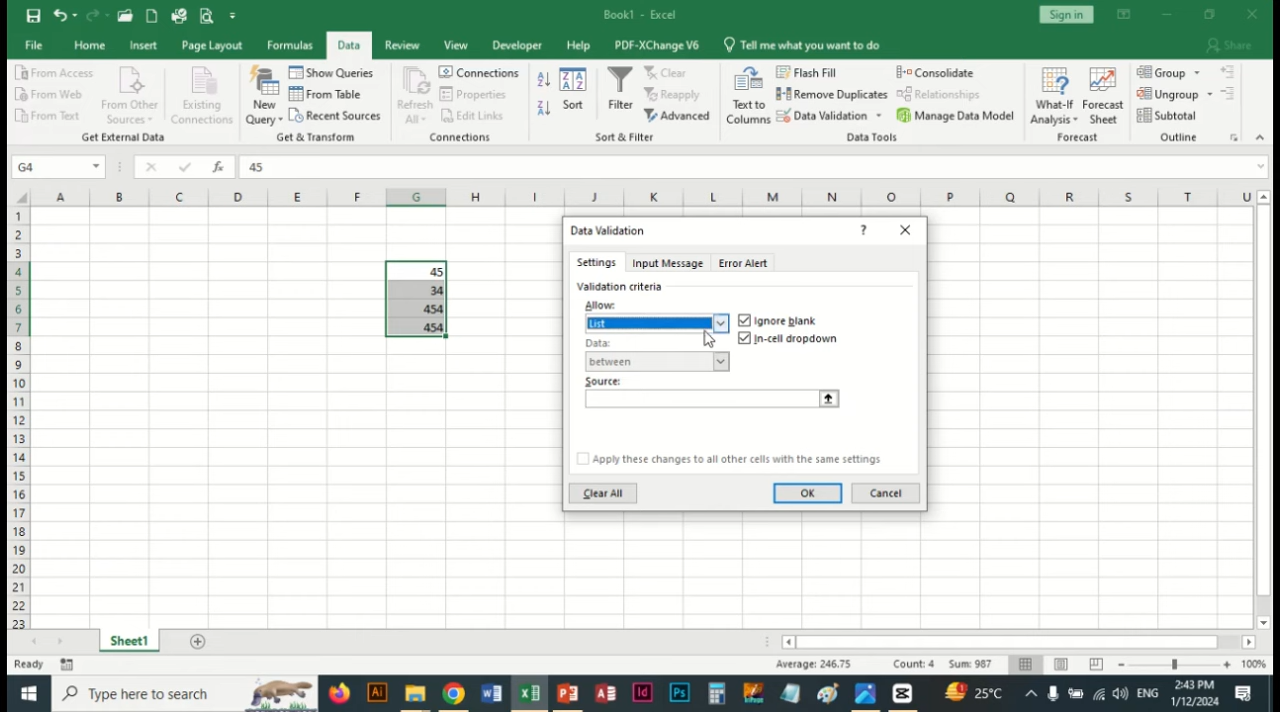 Book1 - Excel
Sign in
File Home Insert Page Layout Formulas Data Review View Developer Help PDF-XChange V6 Tell me what you want to do Share
From Access
From Web
From Text
From Other Sources
Existing Connections
Get External Data
New Query
Show Queries
From Table
Recent Sources
Get & Transform
Refresh All
Connections
Properties
Edit Links
Connections
Sort
Filter
Clear
Reapply
Advanced
Sort & Filter
Text to Columns
Flash Fill
Remove Duplicates
Data Validation
Consolidate
Relationships
Manage Data Model
Data Tools
What-If Analysis
Forecast Sheet
Forecast
Group
Ungroup
Subtotal
Outline
G4 fx 45
A B C D E F G H I J K L M N O P Q R S T U
1
2
3
4 45
5 34
6 454
7 454
8
9
10
11
12
13
14
15
16
17
18
19
20
21
22
23
Data Validation ?
Settings Input Message Error Alert
Validation criteria
Allow:
List Ignore blank
In-cell dropdown
Data:
between
Source:
Apply these changes to all other cells with the same settings
Clear All OK Cancel
Sheet1
Ready Average: 246.75 Count: 4 Sum: 987 100%
Type here to search
Ai
Id
Ps
25°C
ENG
2:43 PM
1/12/2024